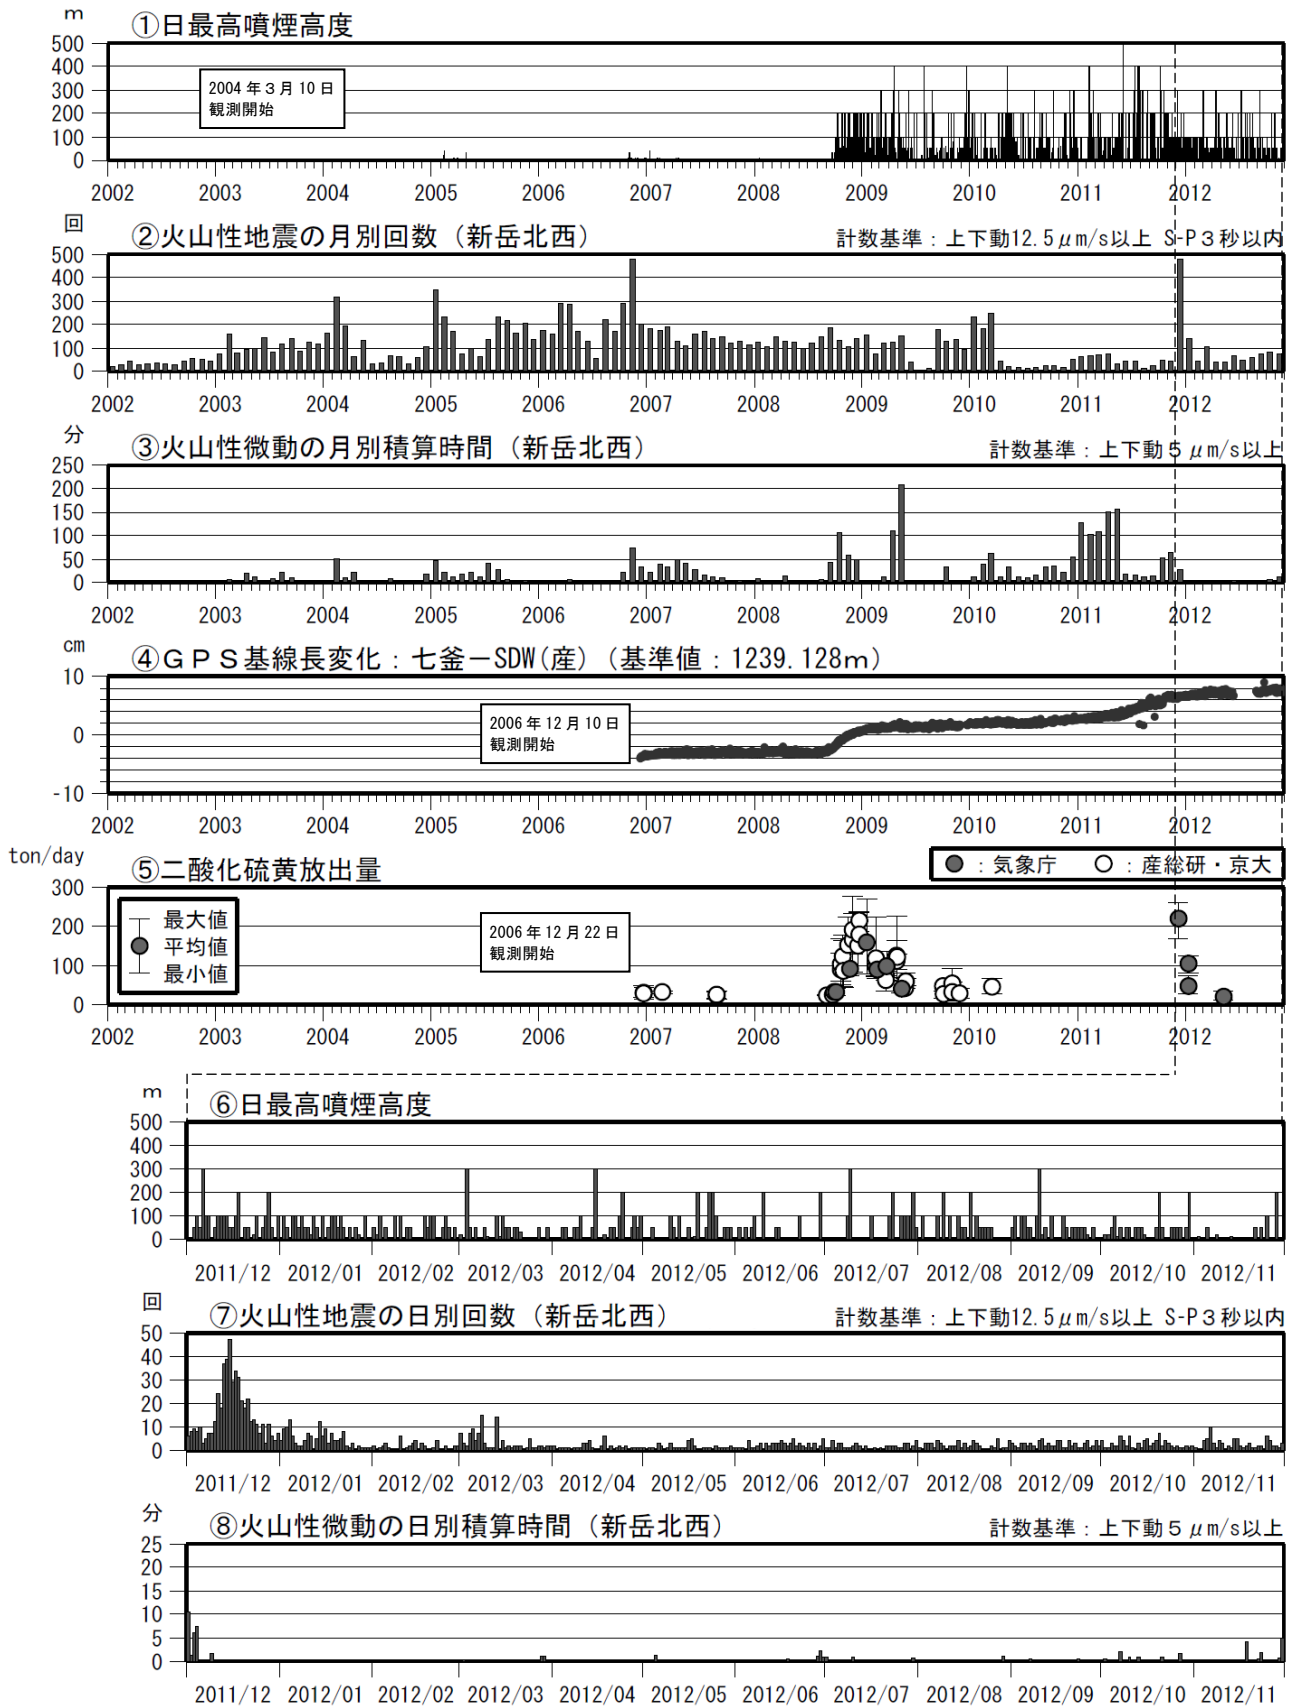 m
①日最高噴煙高度
500
400
300
200
100
0
2004年3月10日
観測開始
2002 2003 2004 2005 2006 2007 2008 2009 2010 2011 2012
回
②火山性地震の月別回数（新岳北西）
計数基準：上下動12.5μm/s以上 S-P３秒以内
500
400
300
200
100
0
2002 2003 2004 2005 2006 2007 2008 2009 2010 2011 2012
分
③火山性微動の月別積算時間（新岳北西）
計数基準：上下動５μm/s以上
250
200
150
100
50
0
2002 2003 2004 2005 2006 2007 2008 2009 2010 2011 2012
cm
④ＧＰＳ基線長変化：七釜－SDW(産）（基準値：1239.128m）
10
0
-10
2006年12月10日
観測開始
2002 2003 2004 2005 2006 2007 2008 2009 2010 2011 2012
ton/day
⑤二酸化硫黄放出量
：気象庁 ：産総研・京大
300
200
100
0
最大値
平均値
最小値
2006年12月22日
観測開始
2002 2003 2004 2005 2006 2007 2008 2009 2010 2011 2012
m
⑥日最高噴煙高度
500
400
300
200
100
0
2011/12 2012/01 2012/02 2012/03 2012/04 2012/05 2012/06 2012/07 2012/08 2012/09 2012/10 2012/11
回
⑦火山性地震の日別回数（新岳北西）
計数基準：上下動12.5μm/s以上 S-P３秒以内
50
40
30
20
10
0
2011/12 2012/01 2012/02 2012/03 2012/04 2012/05 2012/06 2012/07 2012/08 2012/09 2012/10 2012/11
分
⑧火山性微動の日別積算時間（新岳北西）
計数基準：上下動５μm/s以上
25
20
15
10
5
0
2011/12 2012/01 2012/02 2012/03 2012/04 2012/05 2012/06 2012/07 2012/08 2012/09 2012/10 2012/11